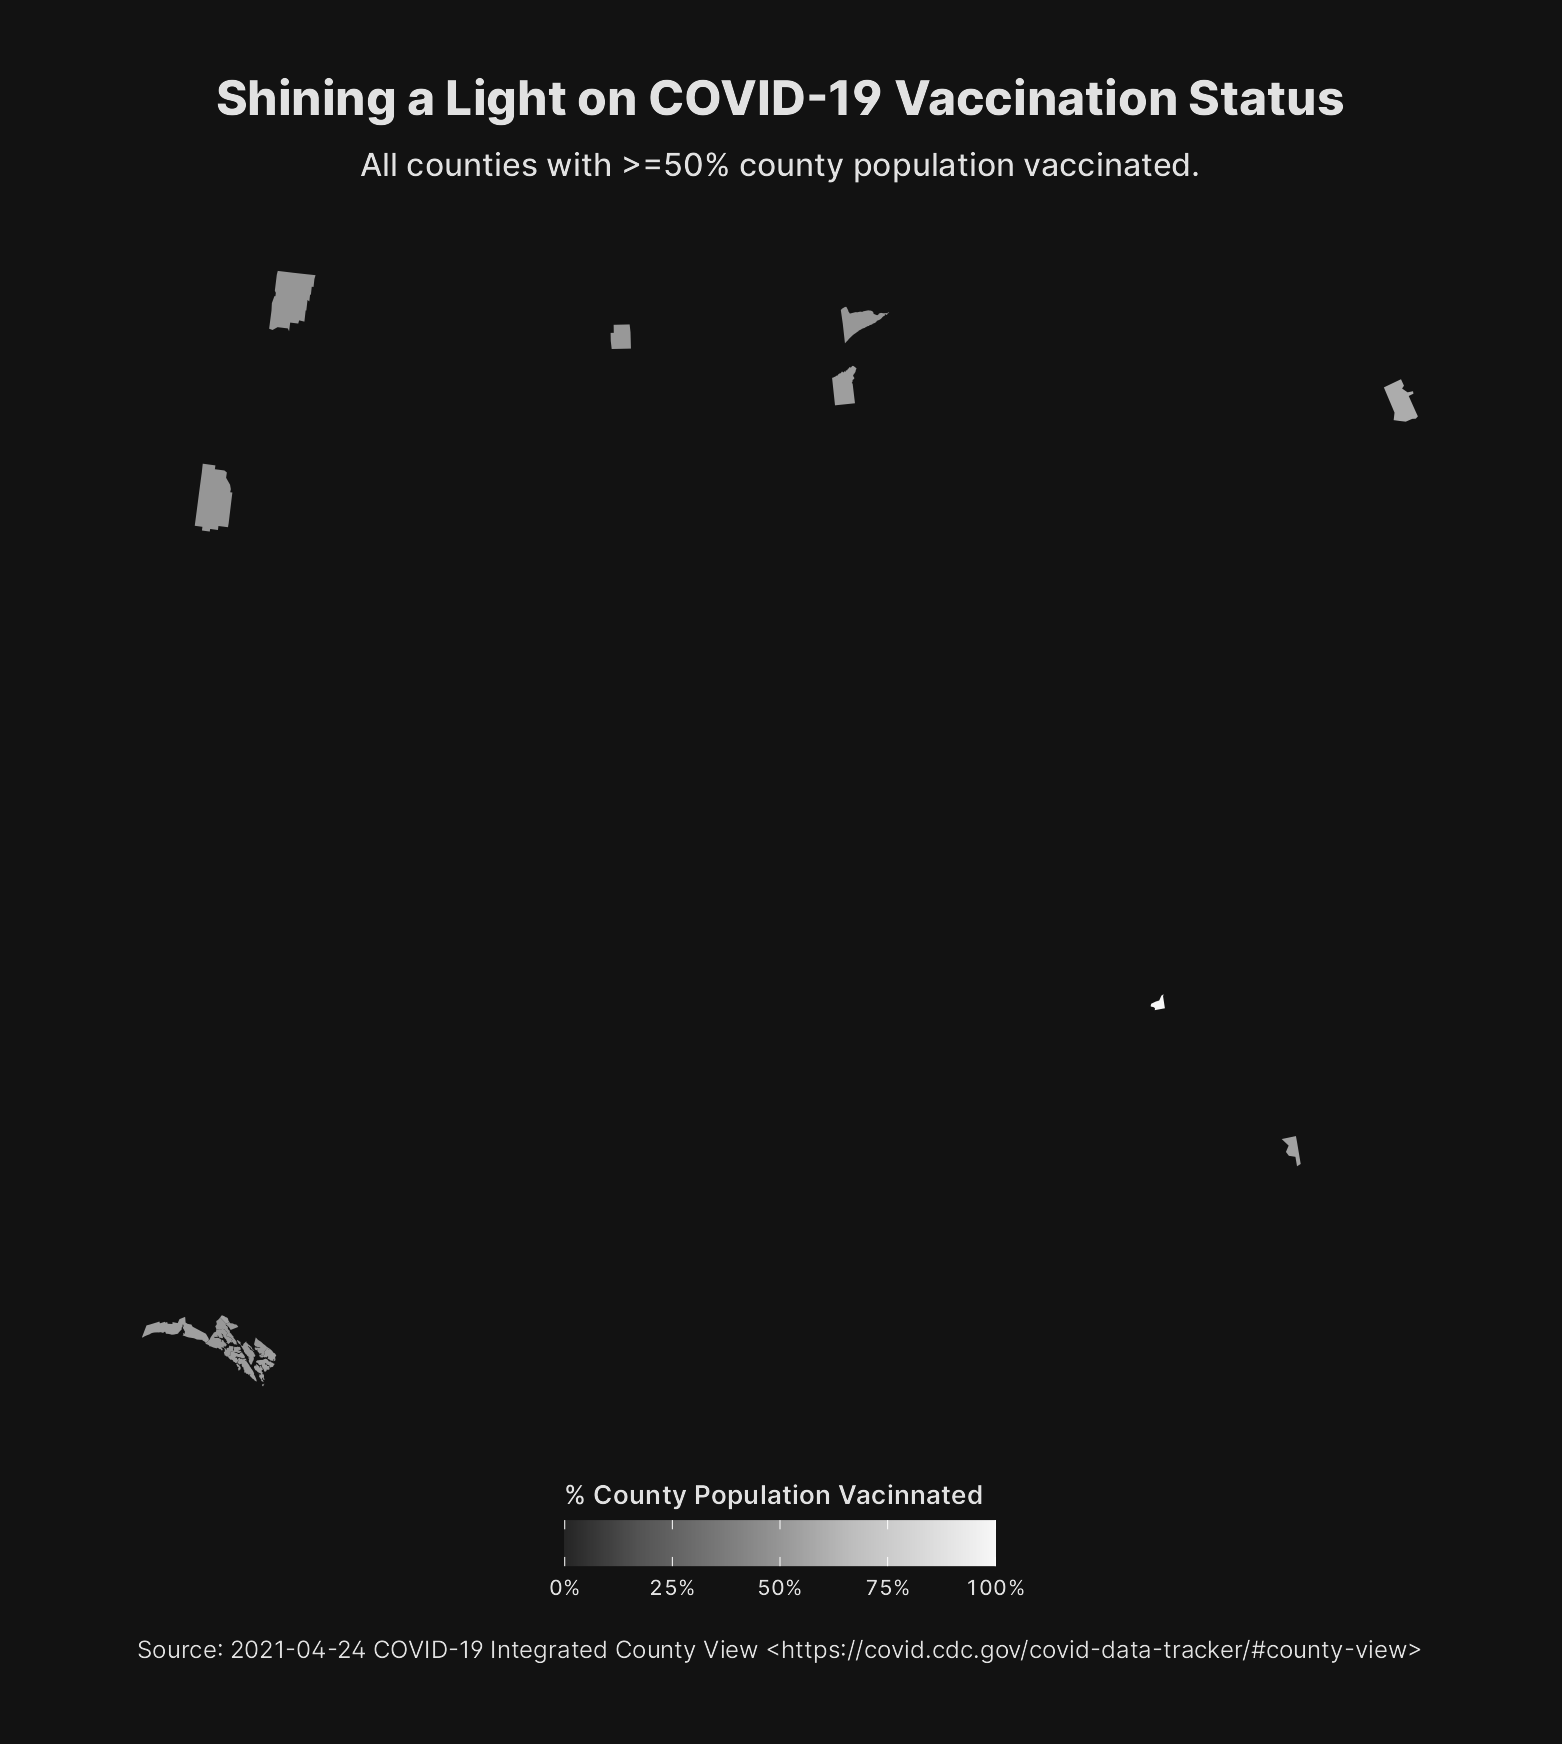 Shining a Light on COVID-19 Vaccination Status
All counties with >=50% county population vaccinated.
% County Population Vacinnated
0% 25% 50% 75% 100%
Source: 2021-04-24 COVID-19 Integrated County View <https://covid.cdc.gov/covid-data-tracker/#county-view>